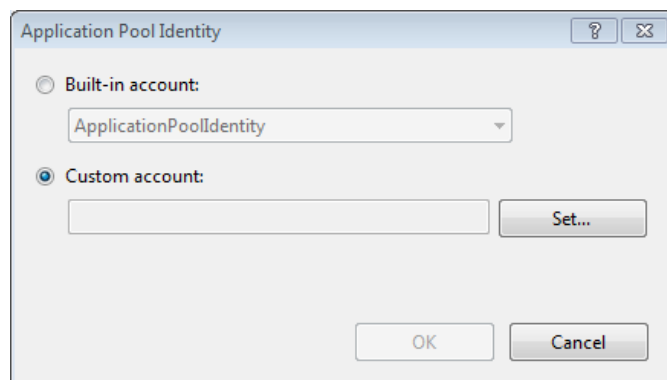 Application Pool Identity
Built-in account:
ApplicationPoolIdentity
Custom account:
Set...
OK
Cancel